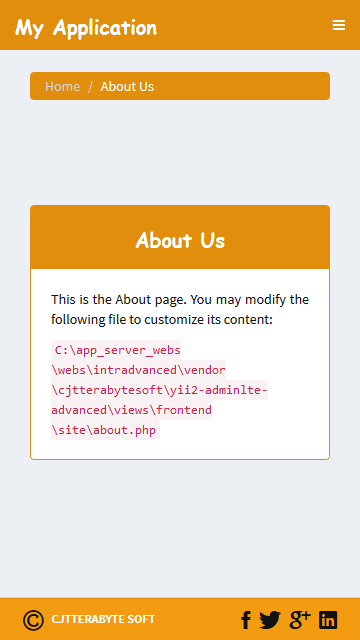 My Application
Home / About Us
About Us
This is the About page. You may modify the
following file to customize its content:
C:\app_server_webs
\webs\intradvanced\vendor
\cjtterabytesoft\yii2-adminlte-
advanced\views\frontend
\site\about.php
© CJTTERABYTE SOFT